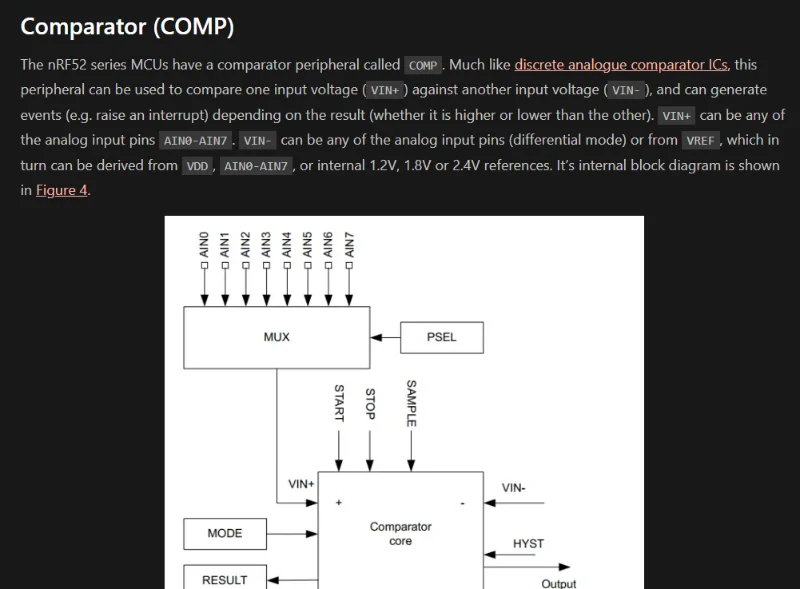 Comparator (COMP)
The nRF52 series MCUs have a comparator peripheral called COMP. Much like discrete analogue comparator ICs, this
peripheral can be used to compare one input voltage (VIN+) against another input voltage (VIN-), and can generate
events (e.g. raise an interrupt) depending on the result (whether it is higher or lower than the other). VIN+ can be any of
the analog input pins AIN0-AIN7. VIN- can be any of the analog input pins (differential mode) or from VREF, which in
turn can be derived from VDD, AIN0-AIN7, or internal 1.2V, 1.8V or 2.4V references. It's internal block diagram is shown
in Figure 4.
AIN0 AIN1 AIN2 AIN3 AIN4 AIN5 AIN6 AIN7
MUX
PSEL
START STOP SAMPLE
VIN+
VIN-
+
-
Comparator
core
MODE
HYST
RESULT
Output